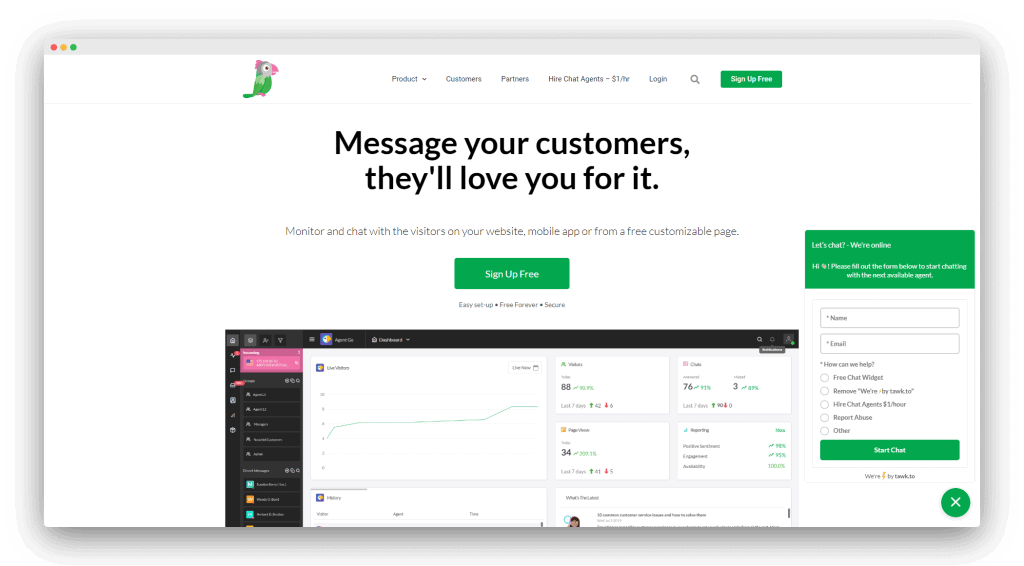 Product
Customers
Partners
Hire Chat Agents – $1/hr
Login
Sign Up Free
Message your customers,
they'll love you for it.
Monitor and chat with the visitors on your website, mobile app or from a free customizable page.
Sign Up Free
Easy set-up • Free Forever • Secure
Let's chat? - We're online
Hi 👋! Please fill out the form below to start chatting
with the next available agent.
* Name
* Email
* How can we help?
Free Chat Widget
Remove "We're ⚡by tawk.to"
Hire Chat Agents $1/hour
Report Abuse
Other
Start Chat
We're ⚡ by tawk.to
Agent Go
Dashboard
Live Visitors
Live Now
10
8
6
4
2
0
Visitors
Today
88 90.9%
Last 7 days 42 6
Chats
Answered
Missed
76 91%
3 89%
Last 7 days 90 0
Page Views
Today
34 209.1%
Last 7 days 41 5
Reporting
Now
Positive Sentiment 98%
Engagement 95%
Availability 100.0%
History
Visitor
Agent
Time
What's The Latest
10 common customer service issues and how to solve them
Agent L1
Agent L2
Managers
Admin
Direct Messages